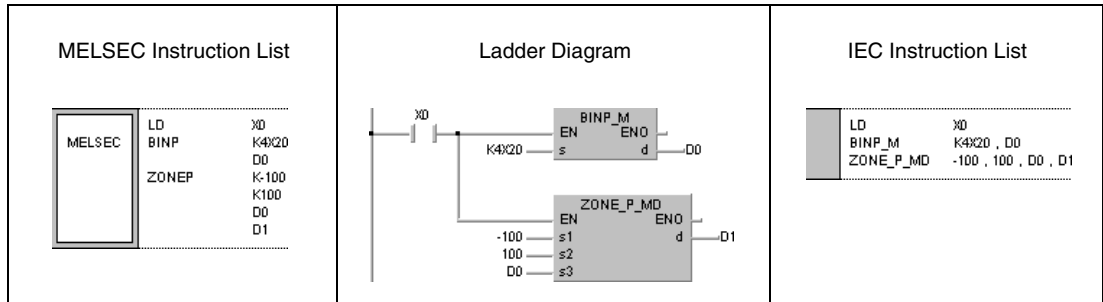 MELSEC Instruction List
MELSEC
LD X0
BINP K4X20
D0
ZONEP K-100
K100
D0
D1
Ladder Diagram
X0
BINP_M
EN ENO
K4X20 s d D0
ZONE_P_MD
EN ENO
-100 s1 d D1
100 s2
D0 s3
IEC Instruction List
LD X0
BINP_M K4X20 , D0
ZONE_P_MD -100 , 100 , D0 , D1